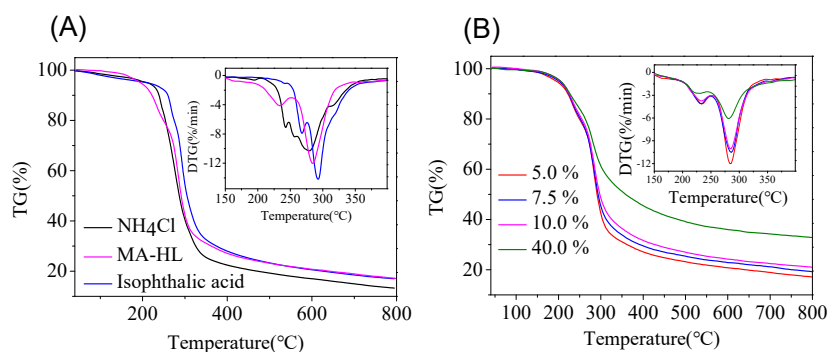 (A)
100
80
60
40
20
TG(%)
0
-4
-8
-12
DTG(%/min)
150 200 250 300 350
Temperature(℃)
NH4Cl
MA-HL
Isophthalic acid
200 400 600 800
Temperature(℃)
(B)
100
80
60
40
20
TG(%)
0
-3
-6
-9
-12
DTG(%/min)
150 200 250 300 350
Temperature(℃)
5.0 %
7.5 %
10.0 %
40.0 %
100 200 300 400 500 600 700 800
Temperature(℃)